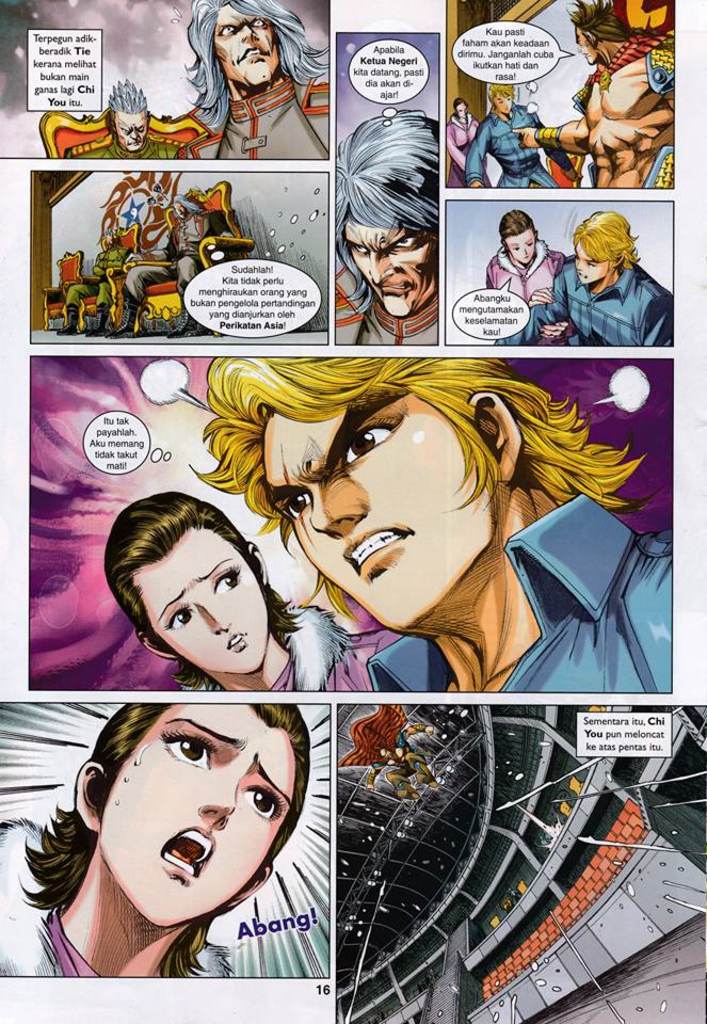 Terpegun adik-
beradik Tie
kerana melihat
bukan main
ganas lagi Chi
You itu.
Sudahlah!
Kita tidak perlu
menghiraukan orang yang
bukan pengelola pertandingan
yang dianjurkan oleh
Perikatan Asia!
Apabila
Ketua Negeri
kita datang, pasti
dia akan di-
ajar!
Kau pasti
faham akan keadaan
dirimu. Janganlah cuba
ikutkan hati dan
rasa!
Abangku
mengutamakan
keselamatan
kau!
Itu tak
payahlah.
Aku memang
tidak takut
mati!
Abang!
Sementara itu, Chi
You pun meloncat
ke atas pentas itu.
16